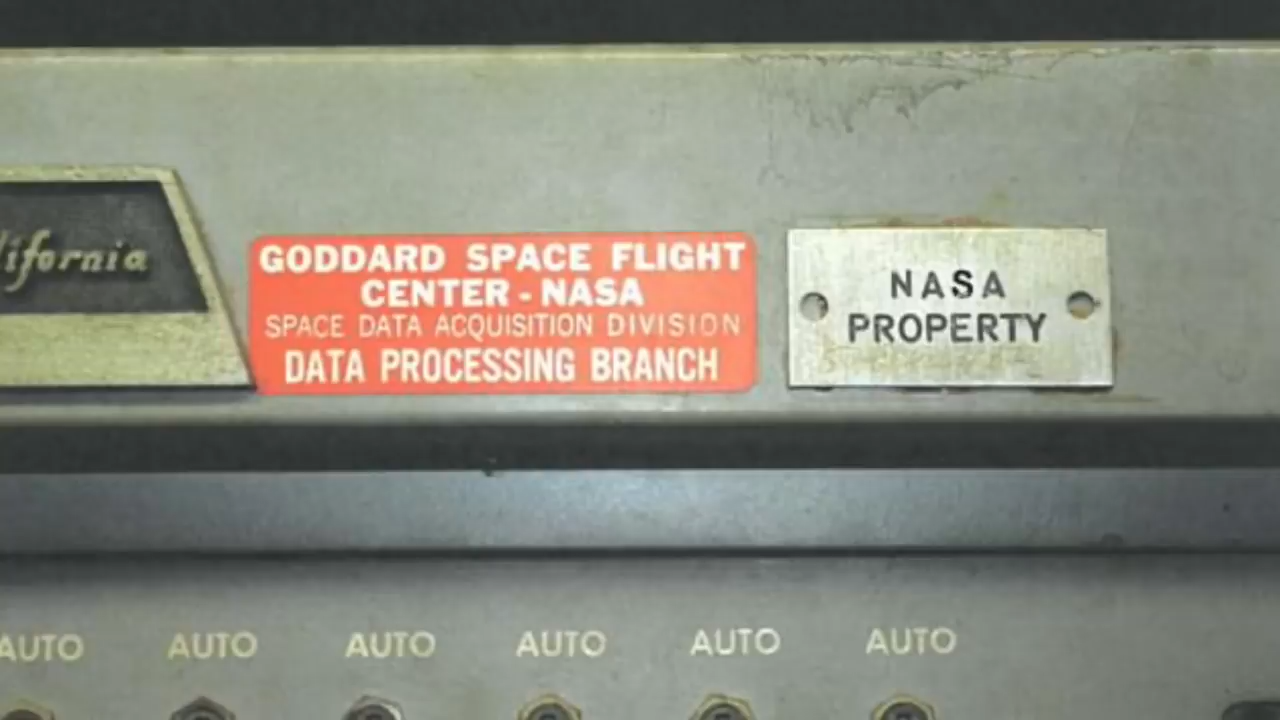 GODDARD SPACE FLIGHT
CENTER - NASA
SPACE DATA ACQUISITION DIVISION
DATA PROCESSING BRANCH
NASA
PROPERTY
AUTO AUTO AUTO AUTO AUTO AUTO